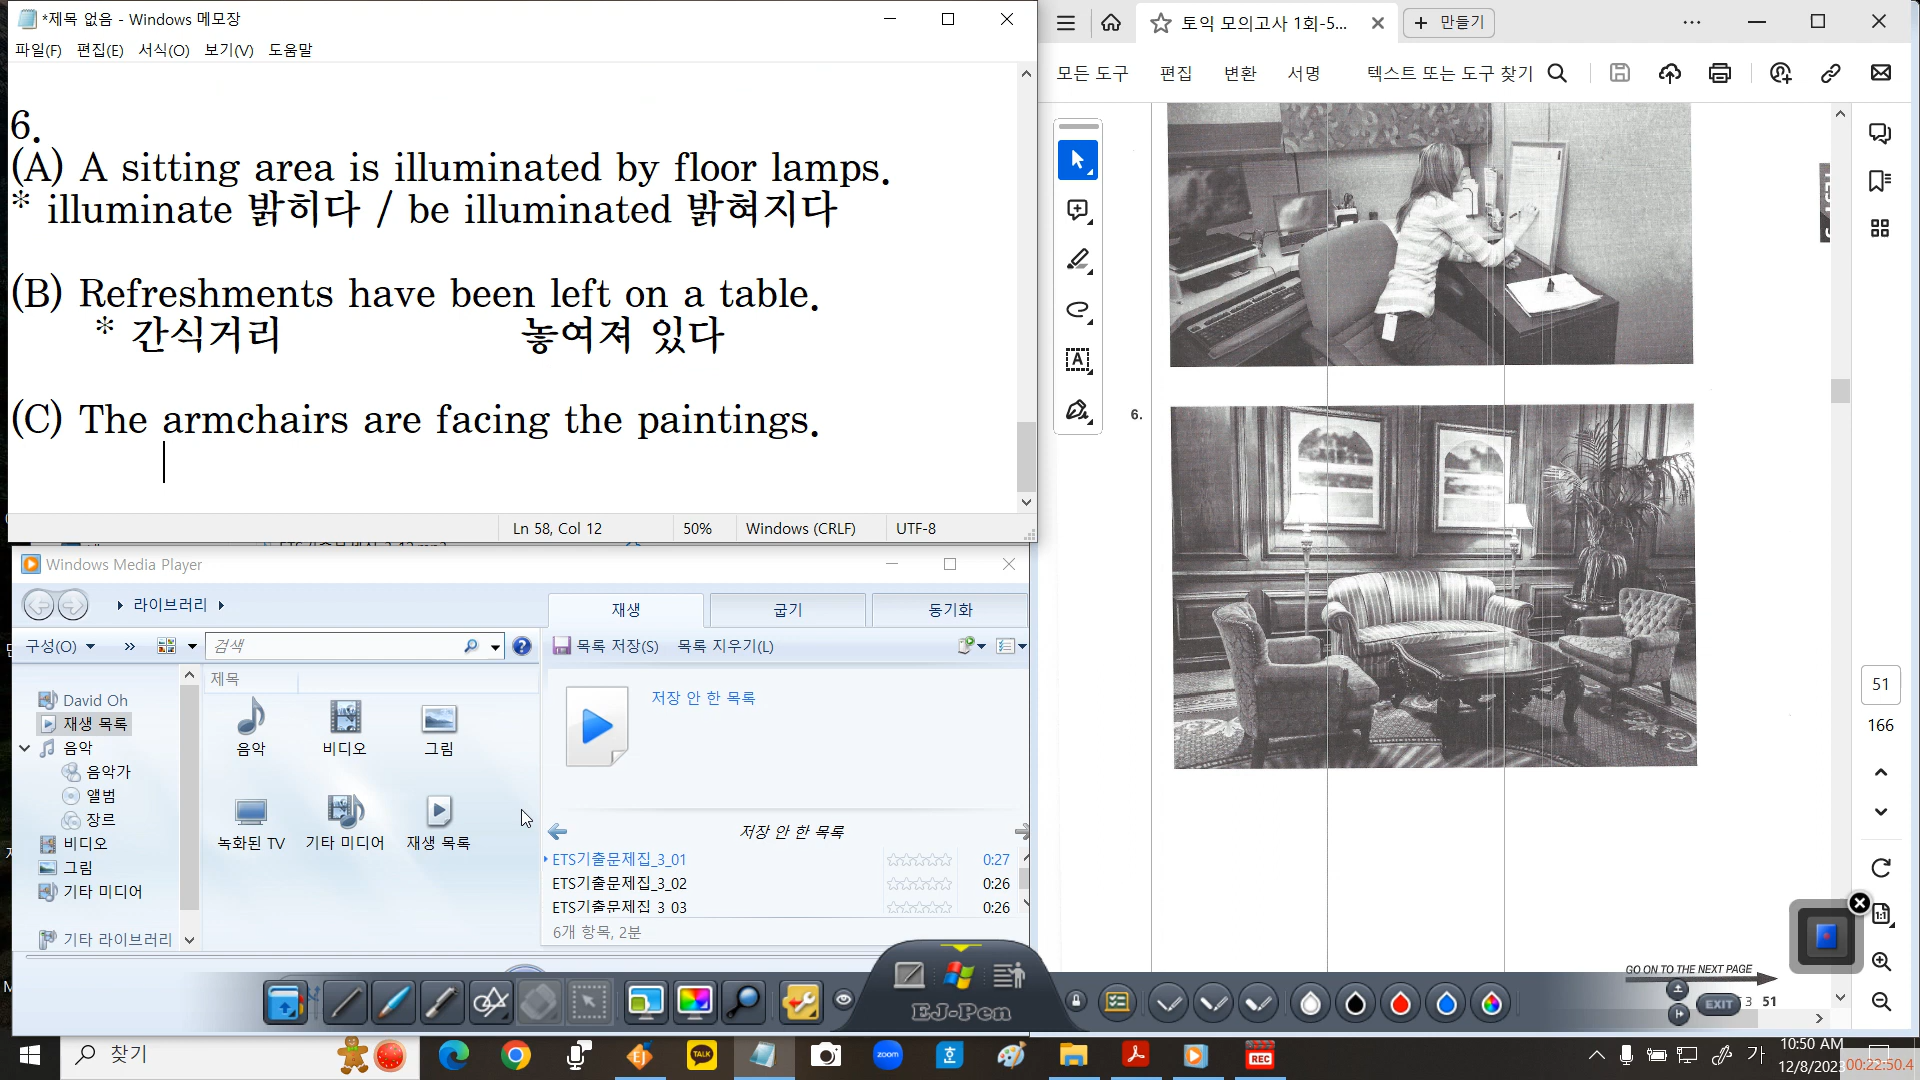 *제목 없음 - Windows 메모장
파일(F) 편집(E) 서식(O) 보기(V) 도움말
6.
(A) A sitting area is illuminated by floor lamps.
* illuminate 밝히다 / be illuminated 밝혀지다
(B) Refreshments have been left on a table.
* 간식거리 놓여져 있다
(C) The armchairs are facing the paintings.
Ln 58, Col 12 50% Windows (CRLF) UTF-8
Windows Media Player
라이브러리
재생 굽기 동기화
구성(O) » 검색 목록 저장(S) 목록 지우기(L)
제목
David Oh
재생 목록
음악
음악가
앨범
장르
비디오
그림
기타 미디어
기타 라이브러리
음악 비디오 그림
녹화된 TV 기타 미디어 재생 목록
저장 안 한 목록
저장 안 한 목록
ETS기출문제집_3_01 0:27
ETS기출문제집_3_02 0:26
ETS기출문제집_3_03 0:26
6개 항목, 2분
토익 모의고사 1회-5...
만들기
모든 도구 편집 변환 서명 텍스트 또는 도구 찾기
6.
51
166
GO ON TO THE NEXT PAGE
3 51
EXIT
EJ-Pen
찾기
TALK
zoom
REC
가
10:50 AM
12/8/2023
00:22:50.4